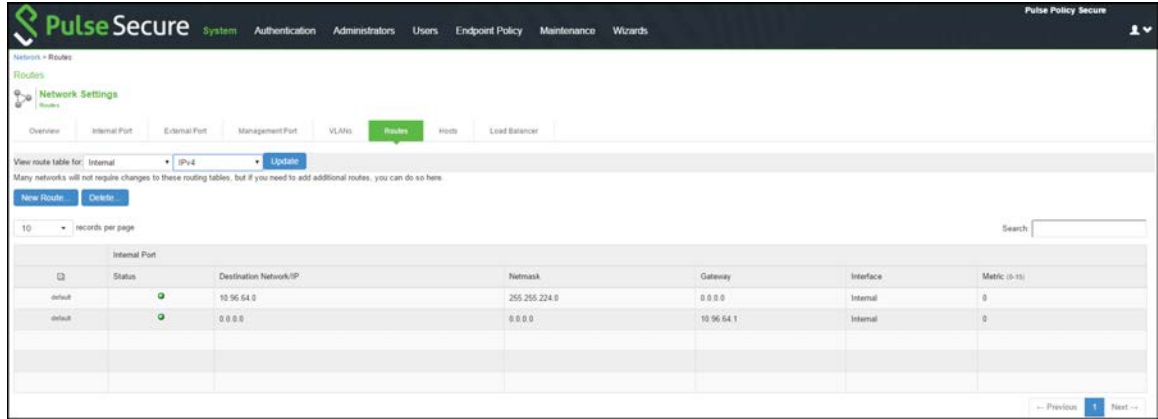 Pulse Policy Secure
Pulse Secure System Authentication Administrators Users Endpoint Policy Maintenance Wizards
Network > Routes
Routes
Network Settings
Routes
Overview Internal Port External Port Management Port VLANs Routes Hosts Load Balancer
View route table for: Internal IPv4 Update
Many networks will not require changes to these routing tables, but if you need to add additional routes, you can do so here.
New Route... Delete...
10 records per page Search:
Internal Port
Status Destination Network/IP Netmask Gateway Interface Metric (0-15)
default 10.96.64.0 255.255.224.0 0.0.0.0 Internal 0
default 0.0.0.0 0.0.0.0 10.96.64.1 Internal 0
← Previous 1 Next →